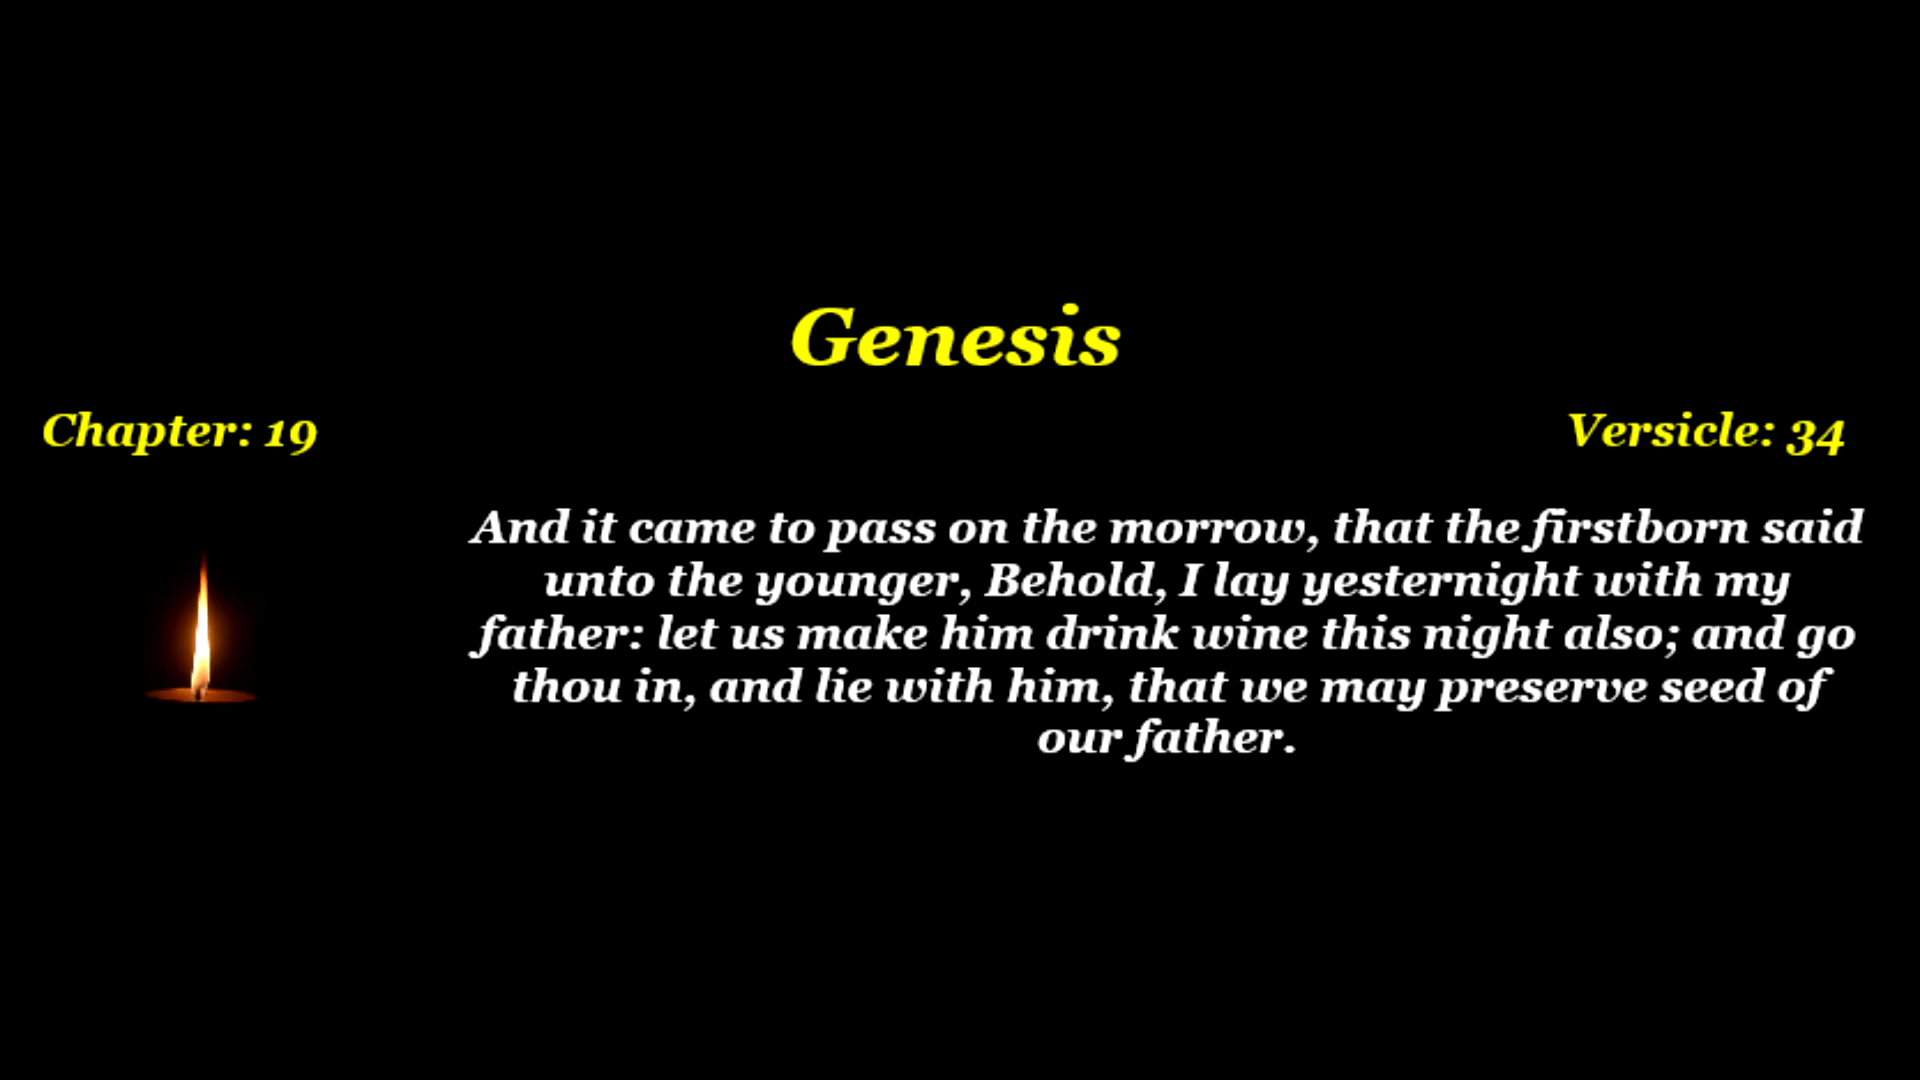 Genesis
Chapter: 19
Versicle: 34
And it came to pass on the morrow, that the firstborn said
unto the younger, Behold, I lay yesternight with my
father: let us make him drink wine this night also; and go
thou in, and lie with him, that we may preserve seed of
our father.